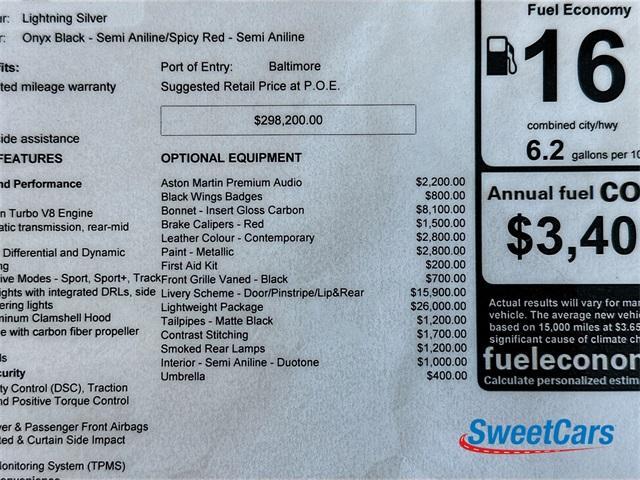 r: Lightning Silver
r: Onyx Black - Semi Aniline/Spicy Red - Semi Aniline
fits:
ted mileage warranty
side assistance
FEATURES
nd Performance
n Turbo V8 Engine
atic transmission, rear-mid
Differential and Dynamic
ng
ive Modes - Sport, Sport+, Track
ights with integrated DRLs, side
ering lights
minum Clamshell Hood
e with carbon fiber propeller
ls
curity
ty Control (DSC), Traction
nd Positive Torque Control
ver & Passenger Front Airbags
ted & Curtain Side Impact
Monitoring System (TPMS)
Port of Entry: Baltimore
Suggested Retail Price at P.O.E.
$298,200.00
OPTIONAL EQUIPMENT
Aston Martin Premium Audio $2,200.00
Black Wings Badges $800.00
Bonnet - Insert Gloss Carbon $8,100.00
Brake Calipers - Red $1,500.00
Leather Colour - Contemporary $2,800.00
Paint - Metallic $2,800.00
First Aid Kit $200.00
Front Grille Vaned - Black $700.00
Livery Scheme - Door/Pinstripe/Lip&Rear $15,900.00
Lightweight Package $26,000.00
Tailpipes - Matte Black $1,200.00
Contrast Stitching $1,700.00
Smoked Rear Lamps $1,200.00
Interior - Semi Aniline - Duotone $1,000.00
Umbrella $400.00
Fuel Economy
16
combined city/hwy
6.2 gallons per 10
Annual fuel CO
$3,40
Actual results will vary for ma
vehicle. The average new vehic
based on 15,000 miles at $3.65
significant cause of climate ch
fueleconon
Calculate personalized estim
SweetCars